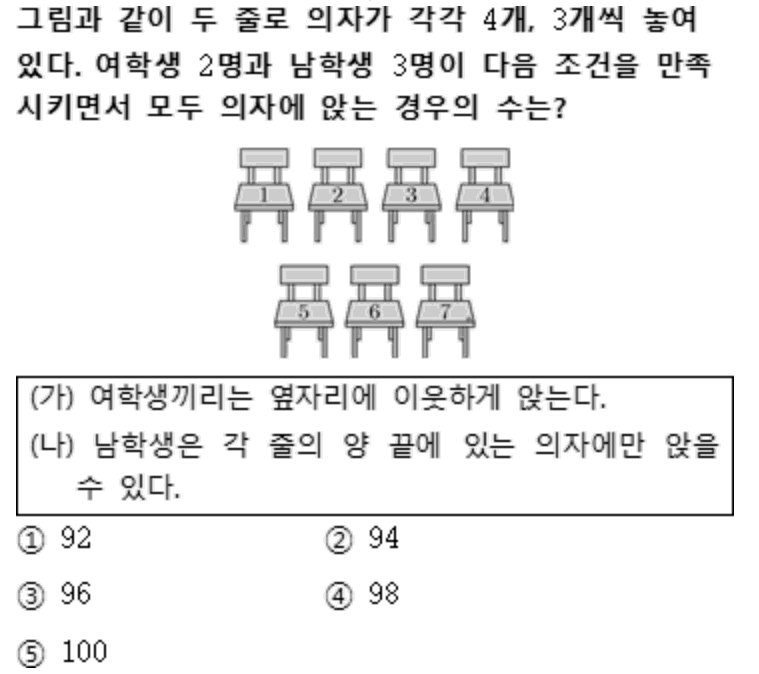 그림과 같이 두 줄로 의자가 각각 4개, 3개씩 놓여
있다. 여학생 2명과 남학생 3명이 다음 조건을 만족
시키면서 모두 의자에 앉는 경우의 수는?
1 2 3 4
5 6 7
(가) 여학생끼리는 옆자리에 이웃하게 앉는다.
(나) 남학생은 각 줄의 양 끝에 있는 의자에만 앉을
수 있다.
① 92 ② 94
③ 96 ④ 98
⑤ 100